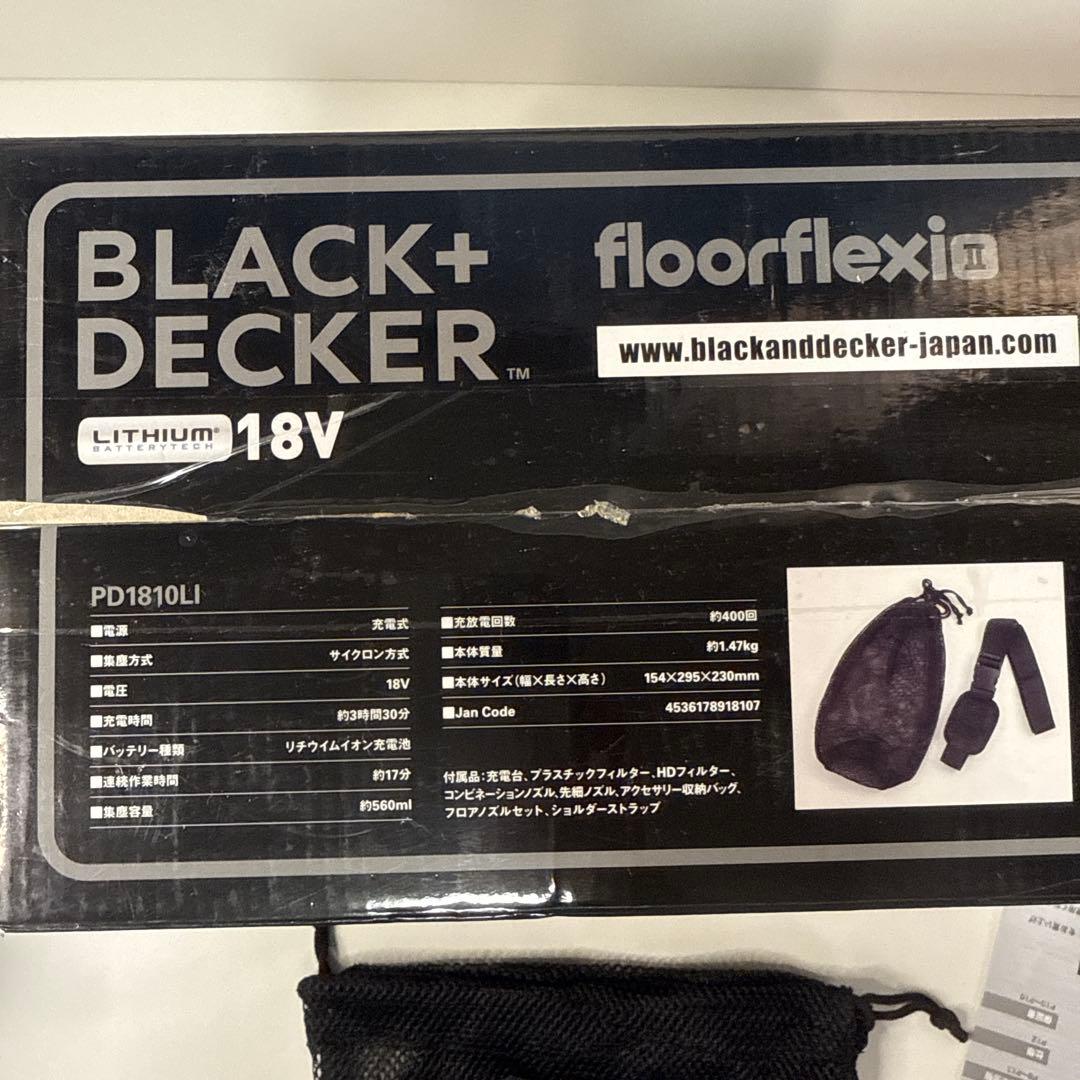 BLACK+
DECKER™
LITHIUM®
BATTERYTECH
18V
floorflexi II
www.blackanddecker-japan.com
PD1810LI
■電源 充電式
■集塵方式 サイクロン方式
■電圧 18V
■充電時間 約3時間30分
■バッテリー種類 リチウムイオン充電池
■連続作業時間 約17分
■集塵容量 約560ml
■充放電回数 約400回
■本体質量 約1.47kg
■本体サイズ(幅×長さ×高さ) 154×295×230mm
■Jan Code 4536178918107
付属品:充電台、プラスチックフィルター、HDフィルター、
コンビネーションノズル、先細ノズル、アクセサリー収納バッグ、
フロアノズルセット、ショルダーストラップ
保証書
仕様
P12